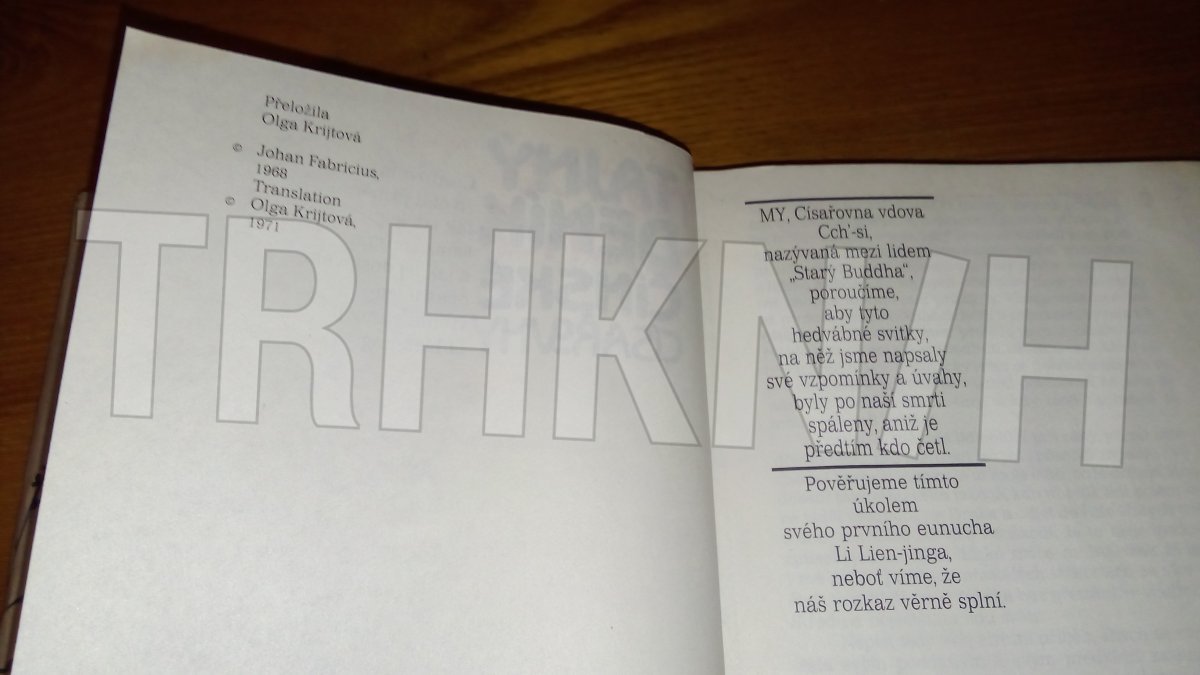 Přeložila
Olga Krijtová
© Johan Fabricius,
1968
Translation
© Olga Krijtová,
1971
MY, Císařovna vdova
Cch'-si,
nazývaná mezi lidem
„Starý Buddha“,
poroučíme,
aby tyto
hedvábné svitky,
na něž jsme napsaly
své vzpomínky a úvahy,
byly po naší smrti
spáleny, aniž je
předtím kdo četl.
Pověřujeme tímto
úkolem
svého prvního eunucha
Li Lien-jinga,
neboť víme, že
náš rozkaz věrně splní.
TRHKNIH